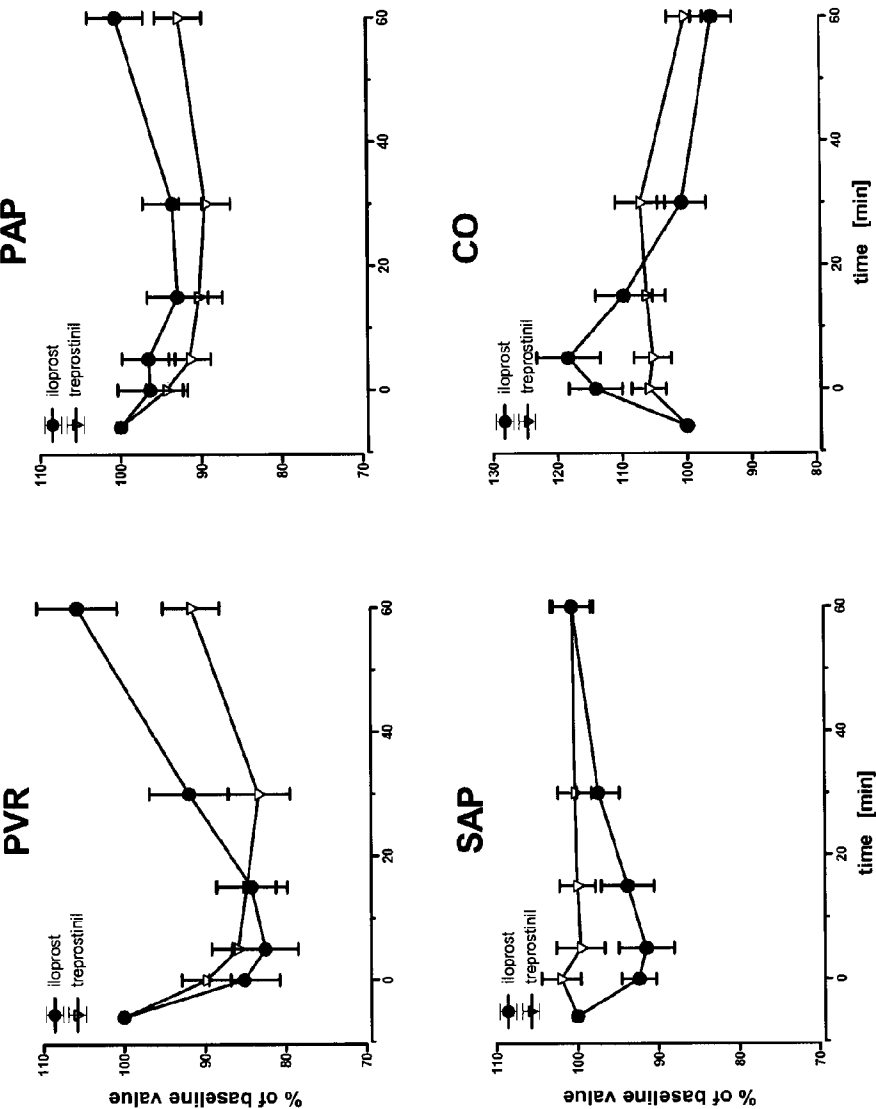 PVR
iloprost
treprostinil
% of baseline value
110
100
90
80
70
0 20 40 60
PAP
iloprost
treprostinil
110
100
90
80
70
0 20 40 60
SAP
iloprost
treprostinil
% of baseline value
110
100
90
80
70
0 20 40 60
time [min]
CO
iloprost
treprostinil
130
120
110
100
90
80
0 20 40 60
time [min]